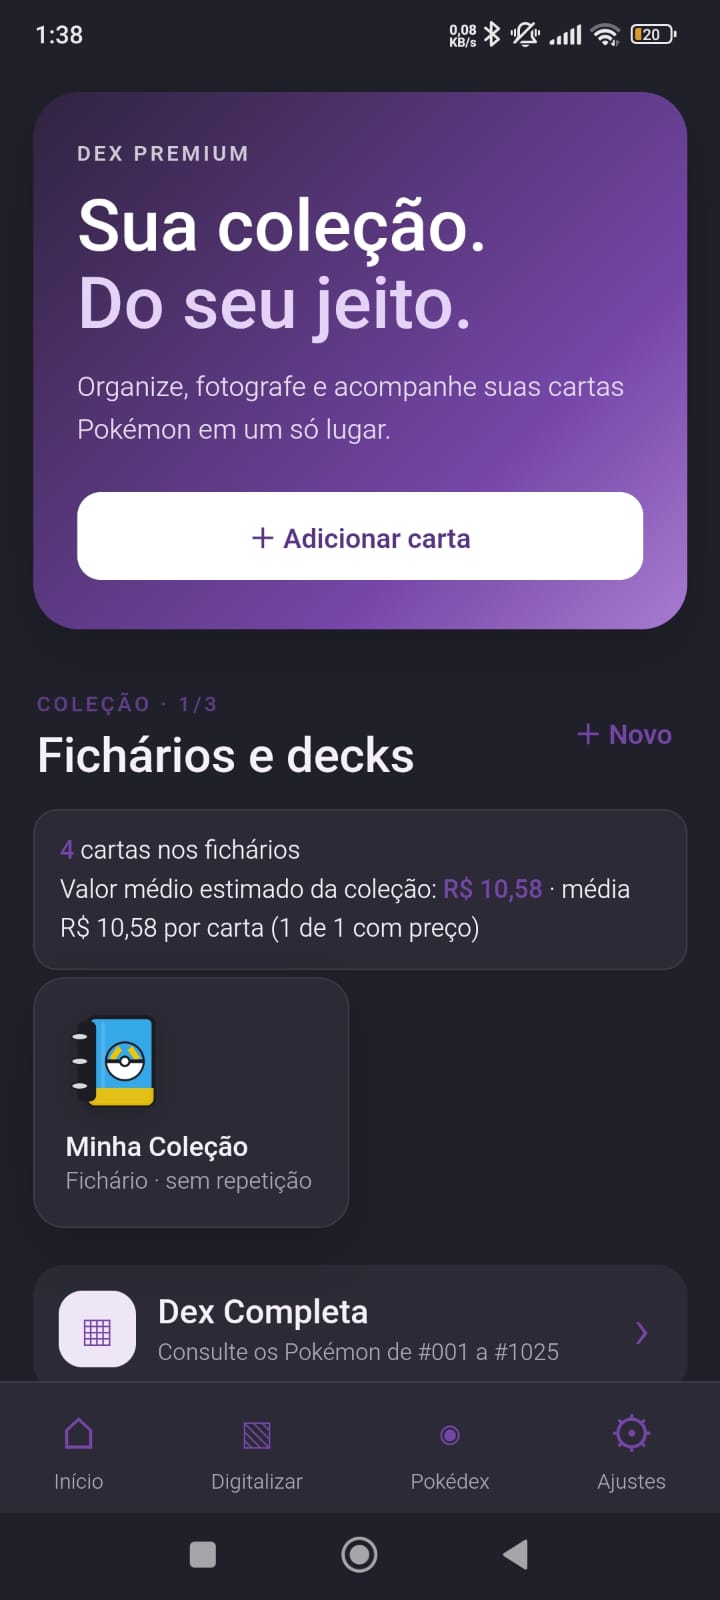 1:38
0,08
KB/s
20
DEX PREMIUM
Sua coleção.
Do seu jeito.
Organize, fotografe e acompanhe suas cartas
Pokémon em um só lugar.
+ Adicionar carta
COLEÇÃO · 1/3
Fichários e decks
+ Novo
4 cartas nos fichários
Valor médio estimado da coleção: R$ 10,58 · média
R$ 10,58 por carta (1 de 1 com preço)
Minha Coleção
Fichário · sem repetição
Dex Completa
Consulte os Pokémon de #001 a #1025
Início
Digitalizar
Pokédex
Ajustes